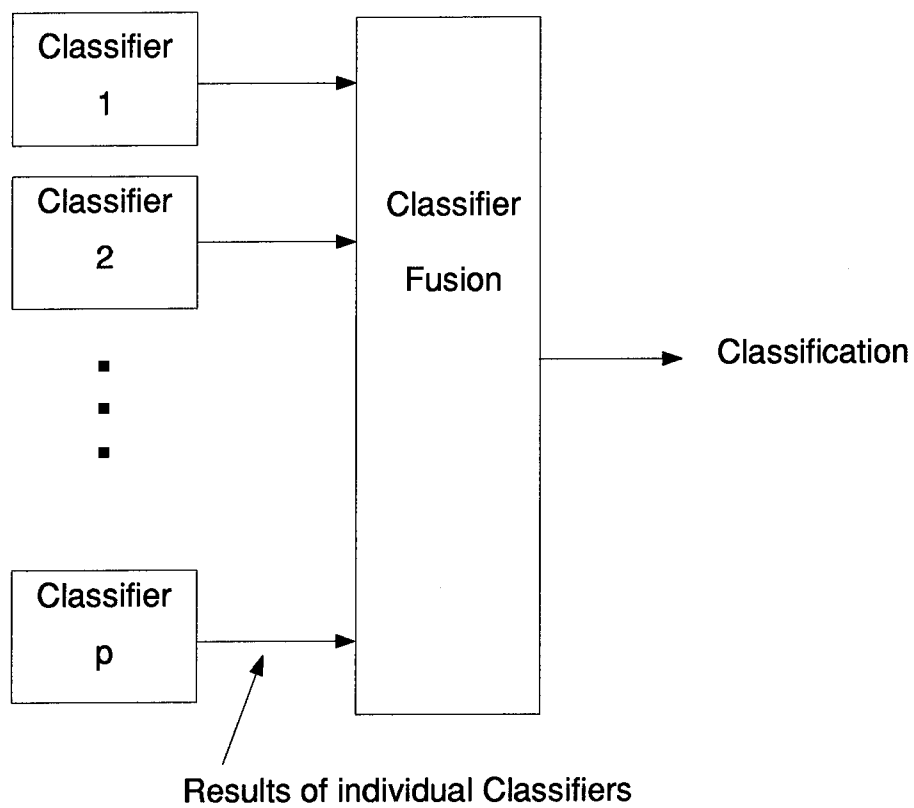 Classifier
1
Classifier
2
Classifier
p
Classifier
Fusion
Classification
Results of individual Classifiers